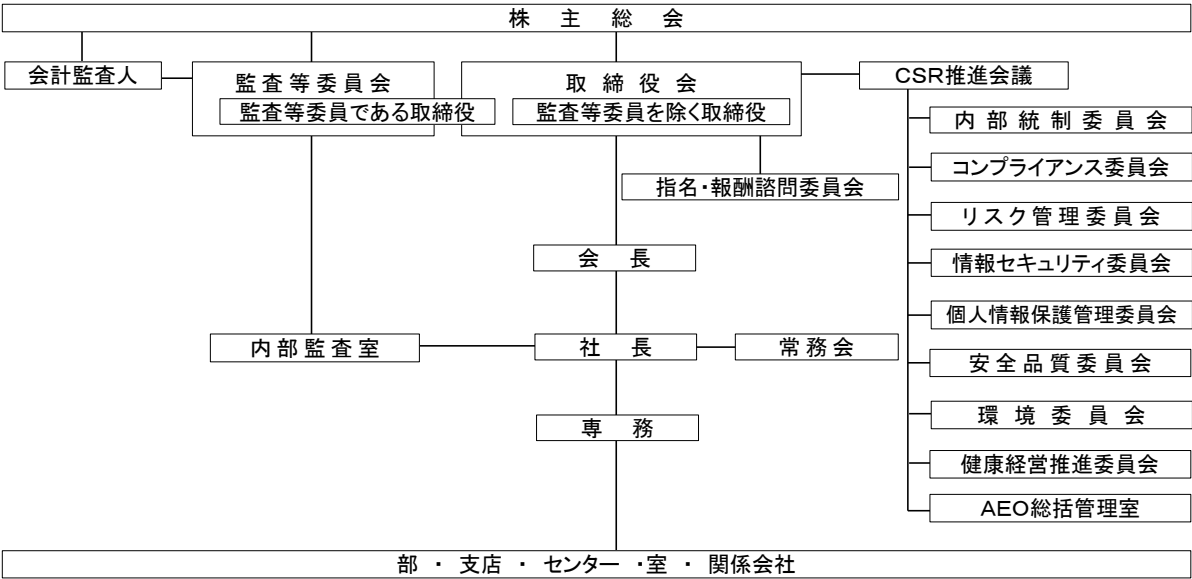 株主総会
会計監査人
監査等委員会
取締役会
CSR推進会議
監査等委員である取締役
監査等委員を除く取締役
内部統制委員会
コンプライアンス委員会
指名・報酬諮問委員会
リスク管理委員会
会長
情報セキュリティ委員会
個人情報保護管理委員会
内部監査室
社長
常務会
安全品質委員会
専務
環境委員会
健康経営推進委員会
AEO総括管理室
部 ・ 支店 ・ センター ・室 ・ 関係会社